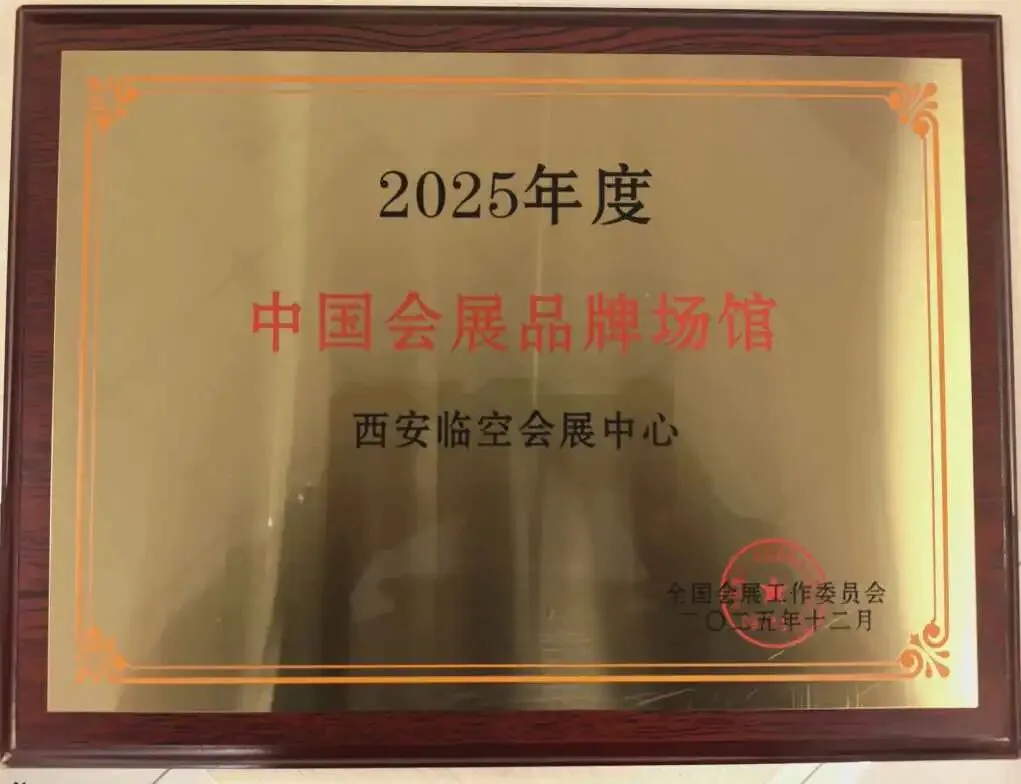 2025年度
中国会展品牌场馆
西安临空会展中心
全国会展工作委员会
二〇二五年十二月